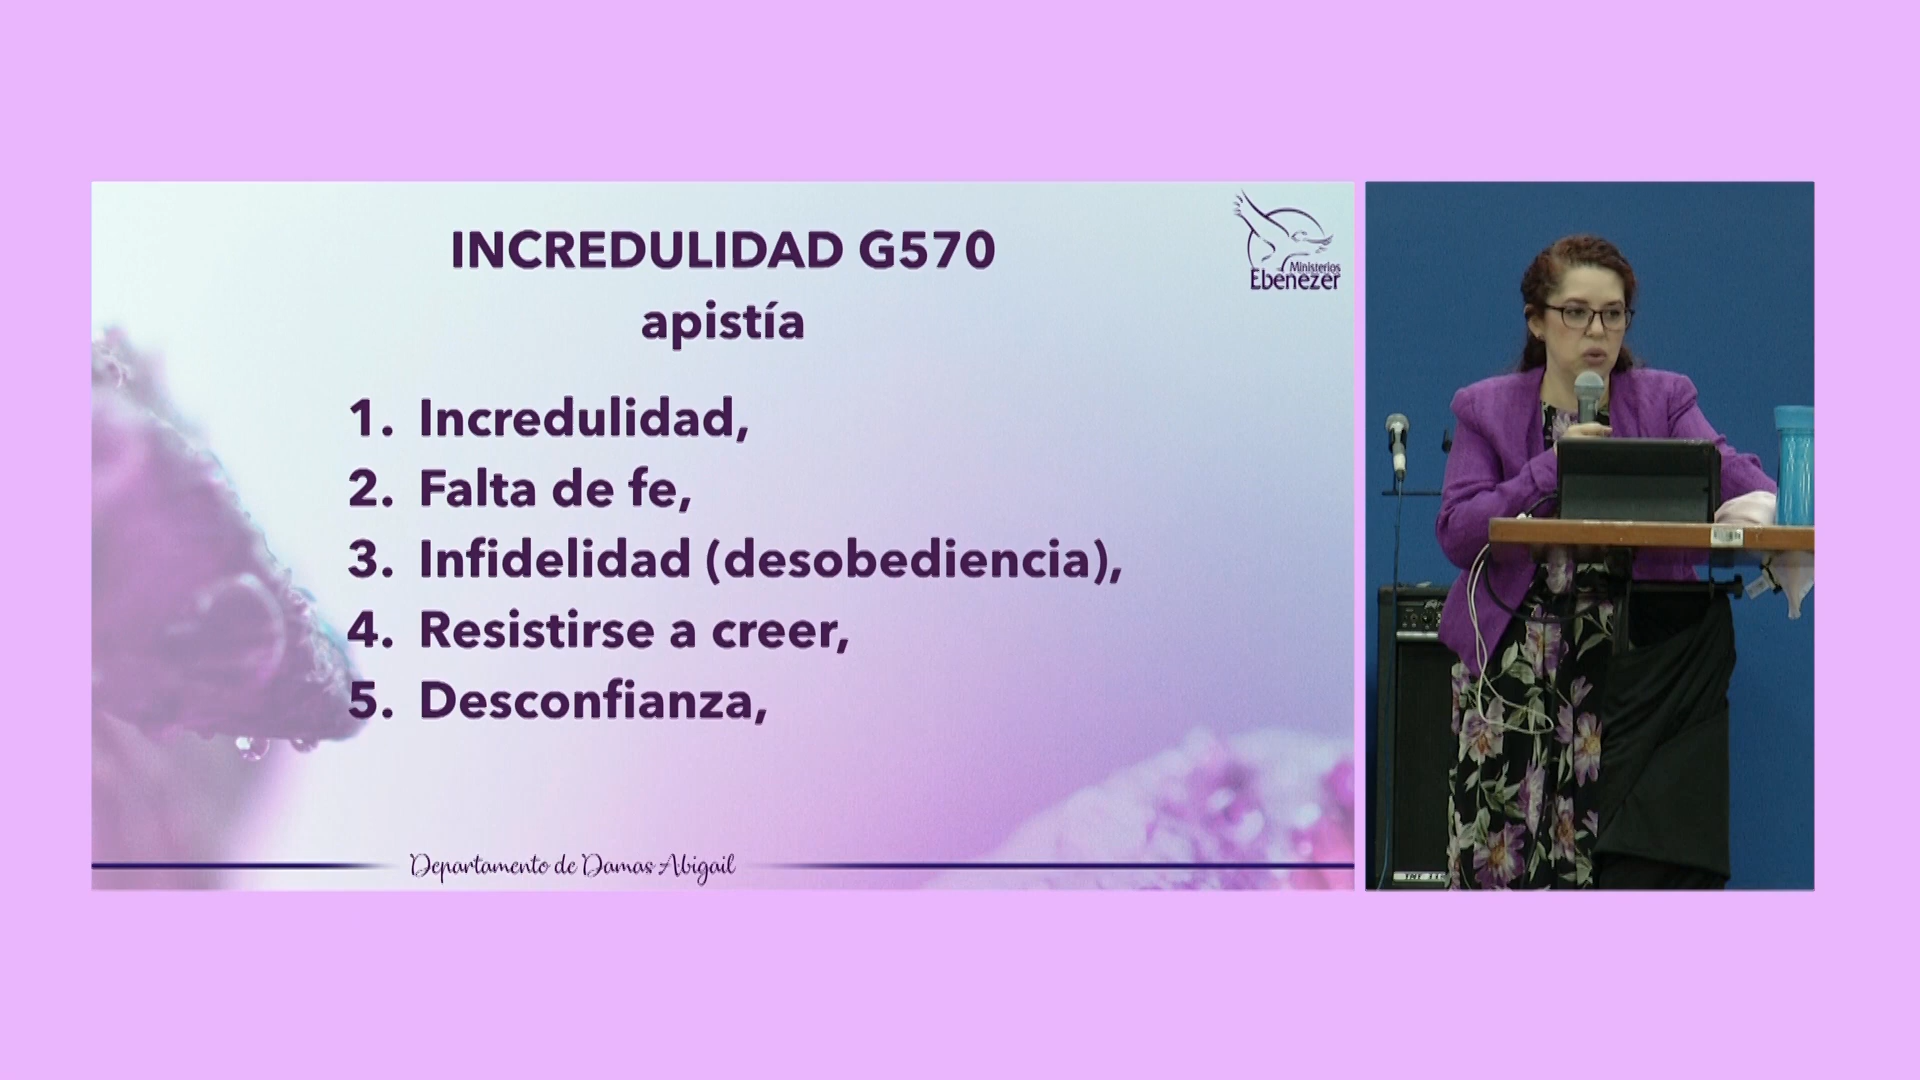 INCREDULIDAD G570
apistía
Ministerios
Ebenezer
1. Incredulidad,
2. Falta de fe,
3. Infidelidad (desobediencia),
4. Resistirse a creer,
5. Desconfianza,
Departamento de Damas Abigail